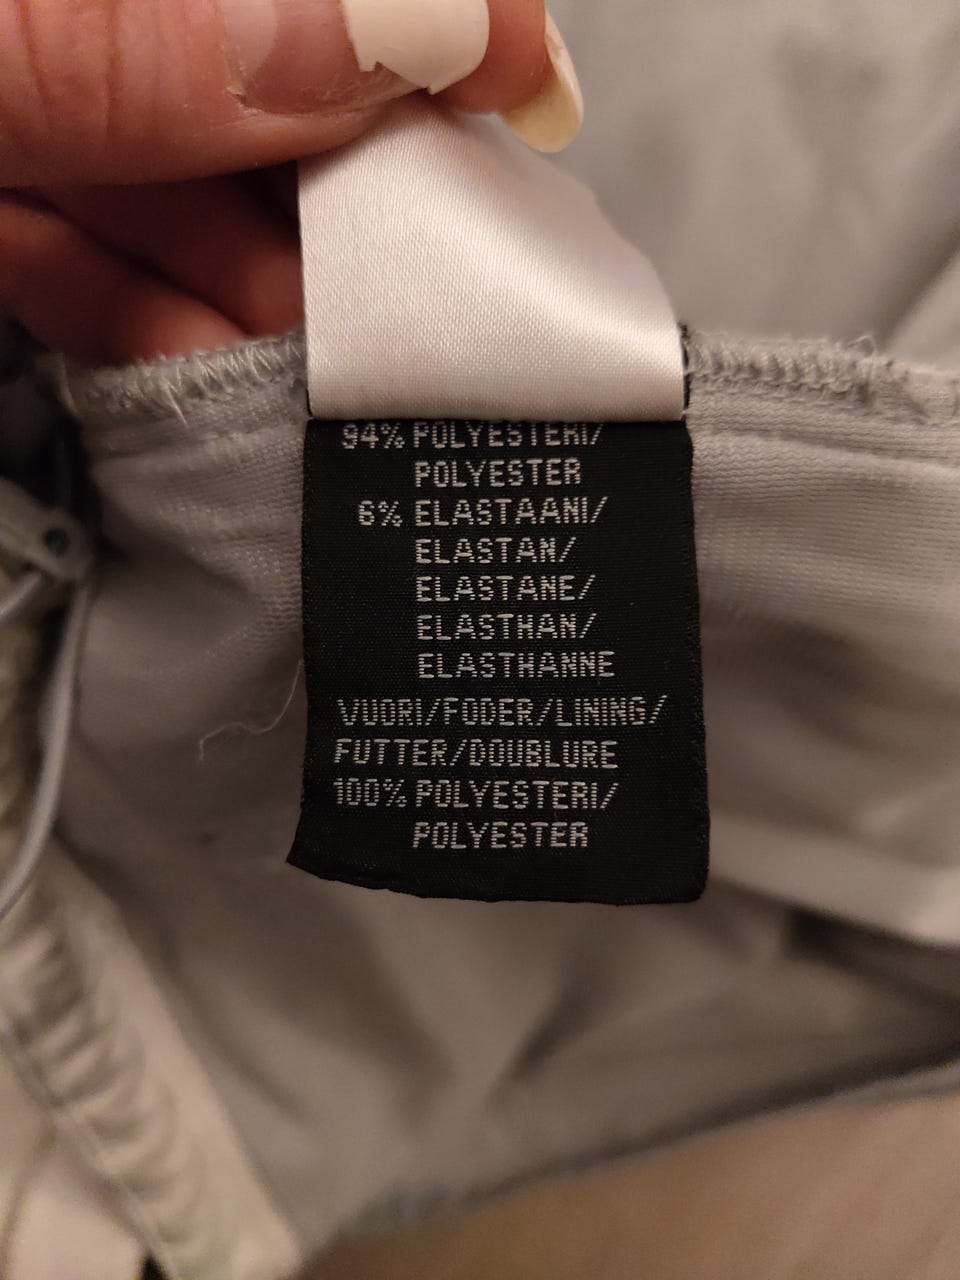 94% POLYESTERI/
POLYESTER
6% ELASTAANI/
ELASTAN/
ELASTANE/
ELASTHAN/
ELASTHANNE
VUORI/FODER/LINING/
FUTTER/DOUBLURE
100% POLYESTERI/
POLYESTER